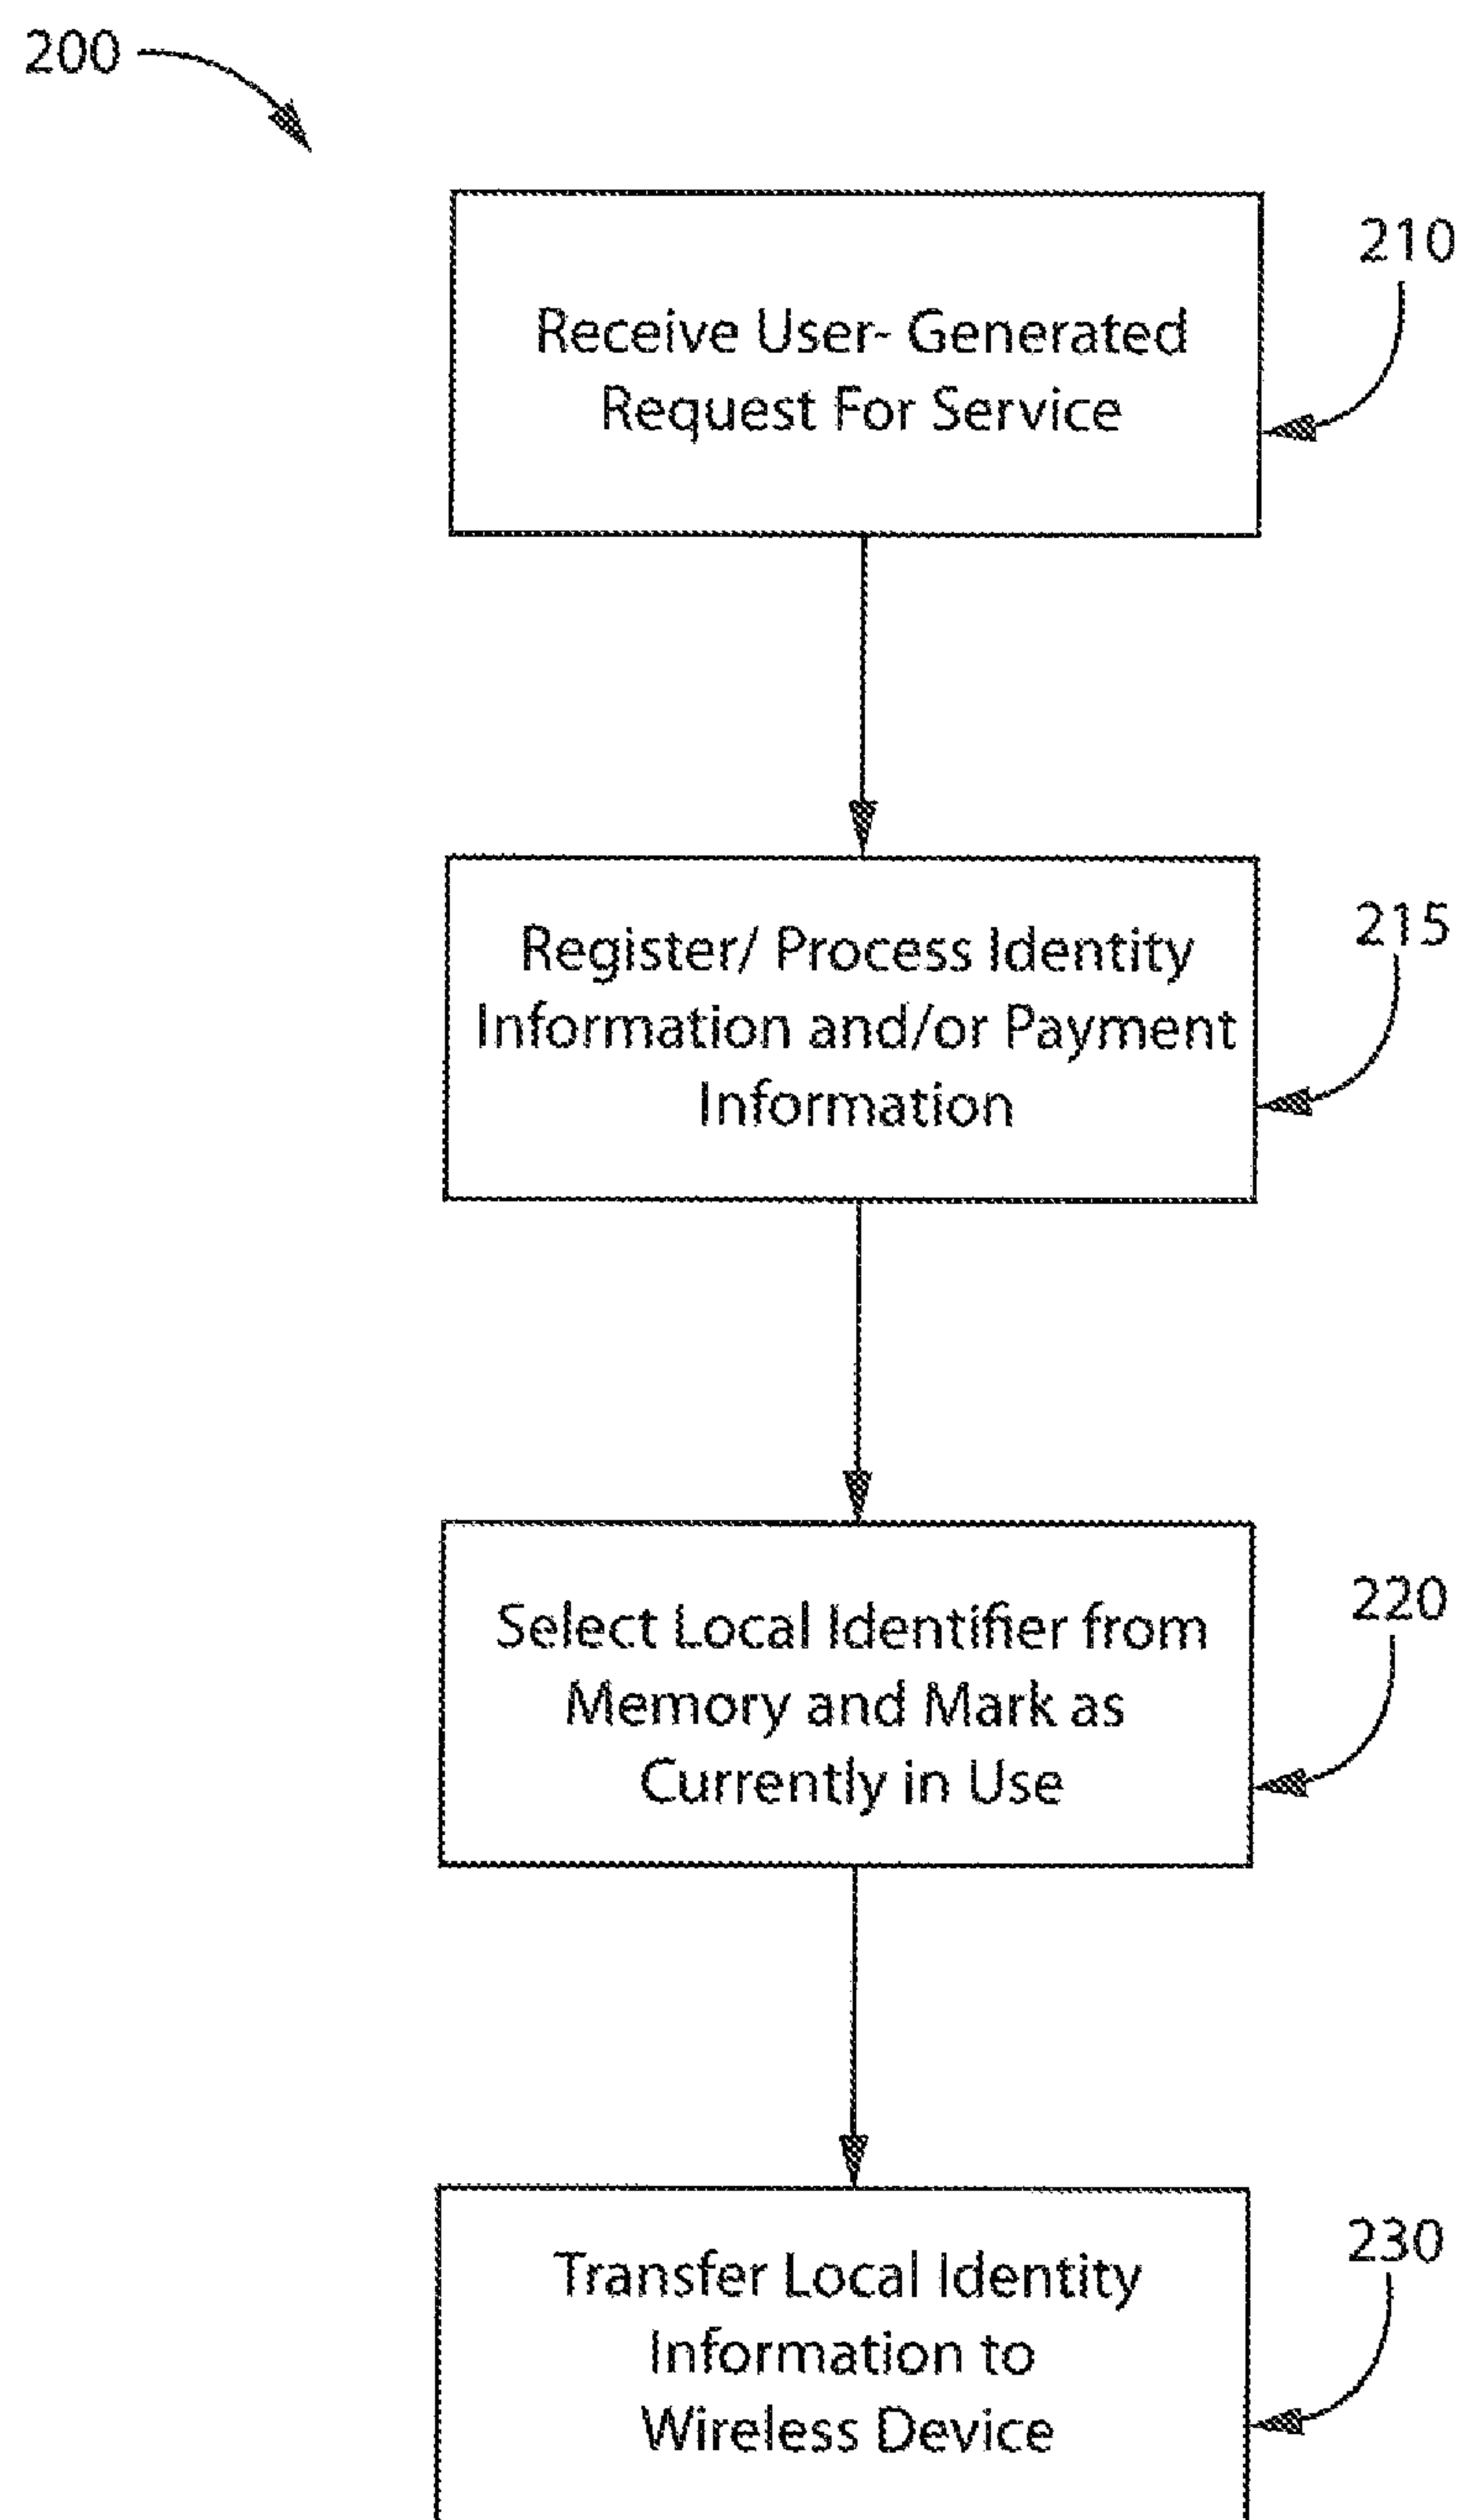 200
210
Receive User- Generated
Request For Service
215
Register/ Process Identity
Information and/or Payment
Information
220
Select Local Identifier from
Memory and Mark as
Currently in Use
230
Transfer Local Identity
Information to
Wireless Device